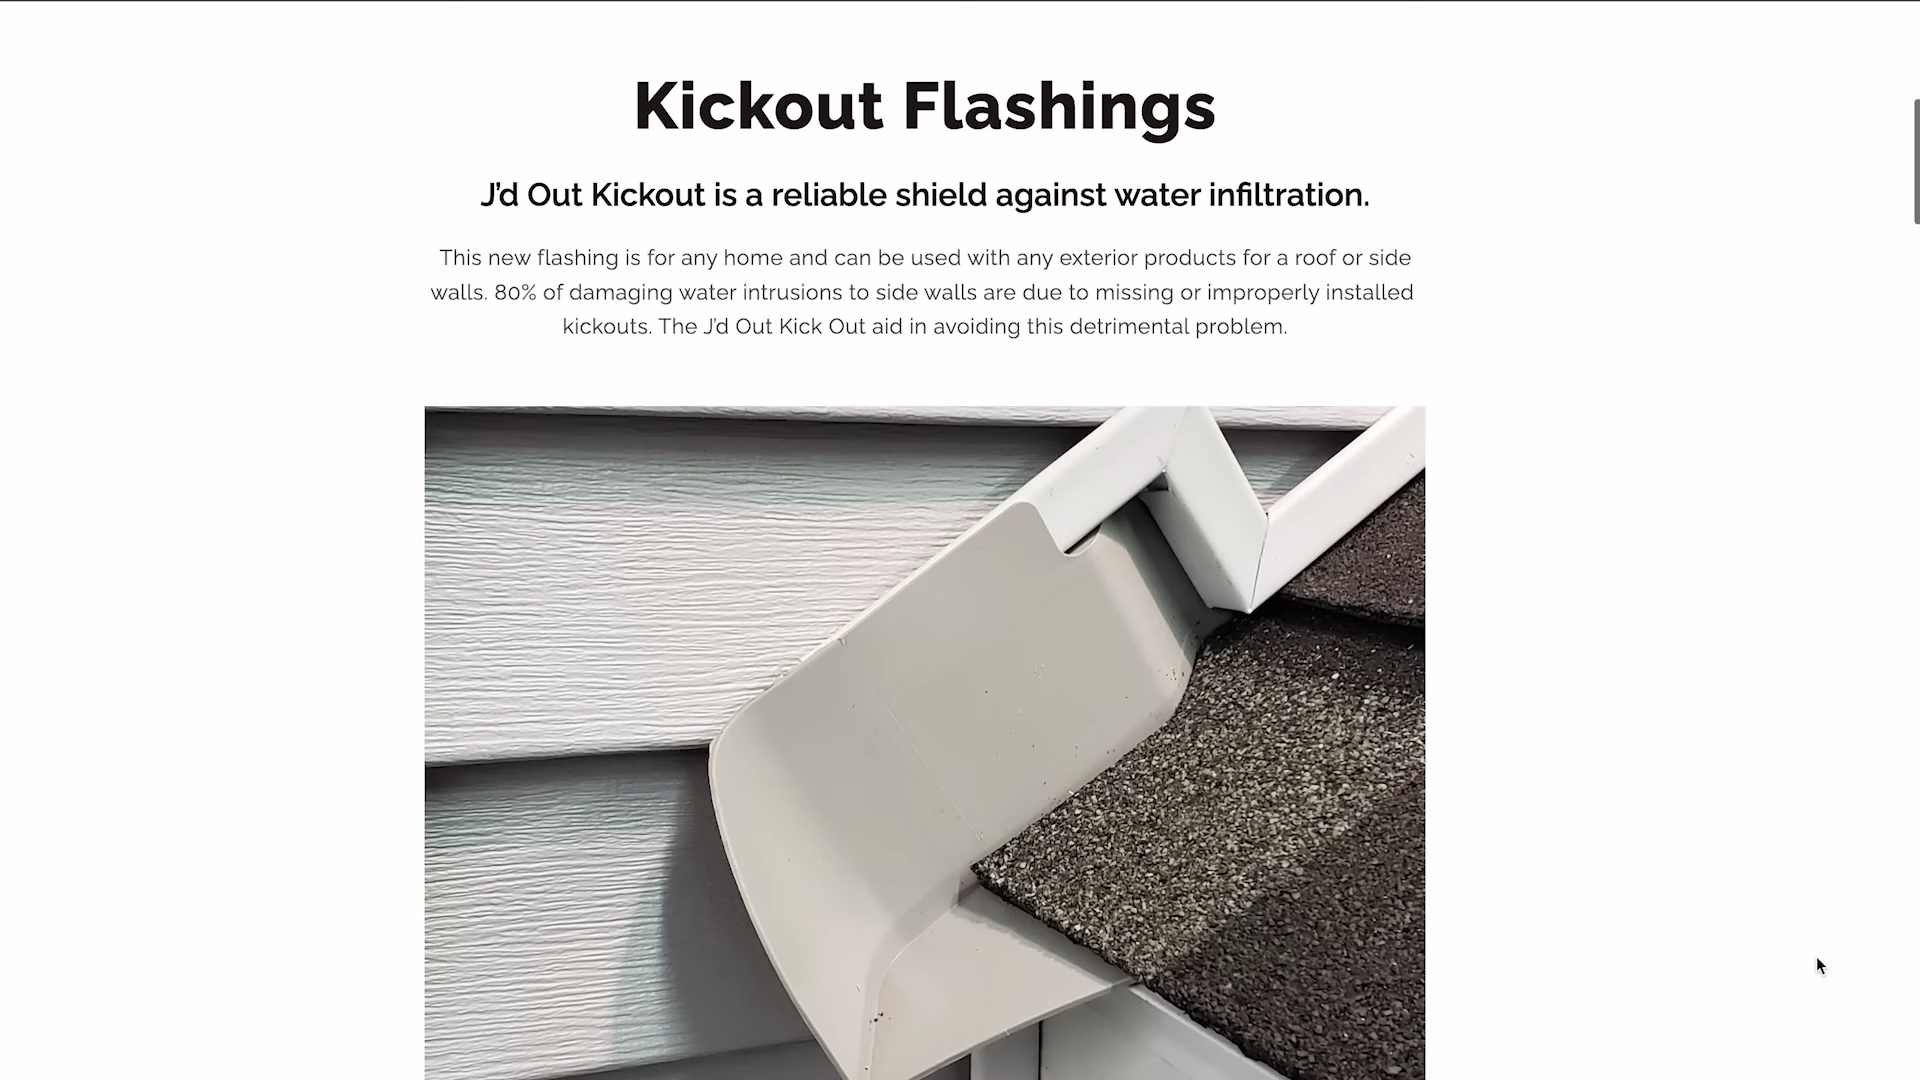 Kickout Flashings
J’d Out Kickout is a reliable shield against water infiltration.
This new flashing is for any home and can be used with any exterior products for a roof or side
walls. 80% of damaging water intrusions to side walls are due to missing or improperly installed
kickouts. The J’d Out Kick Out aid in avoiding this detrimental problem.